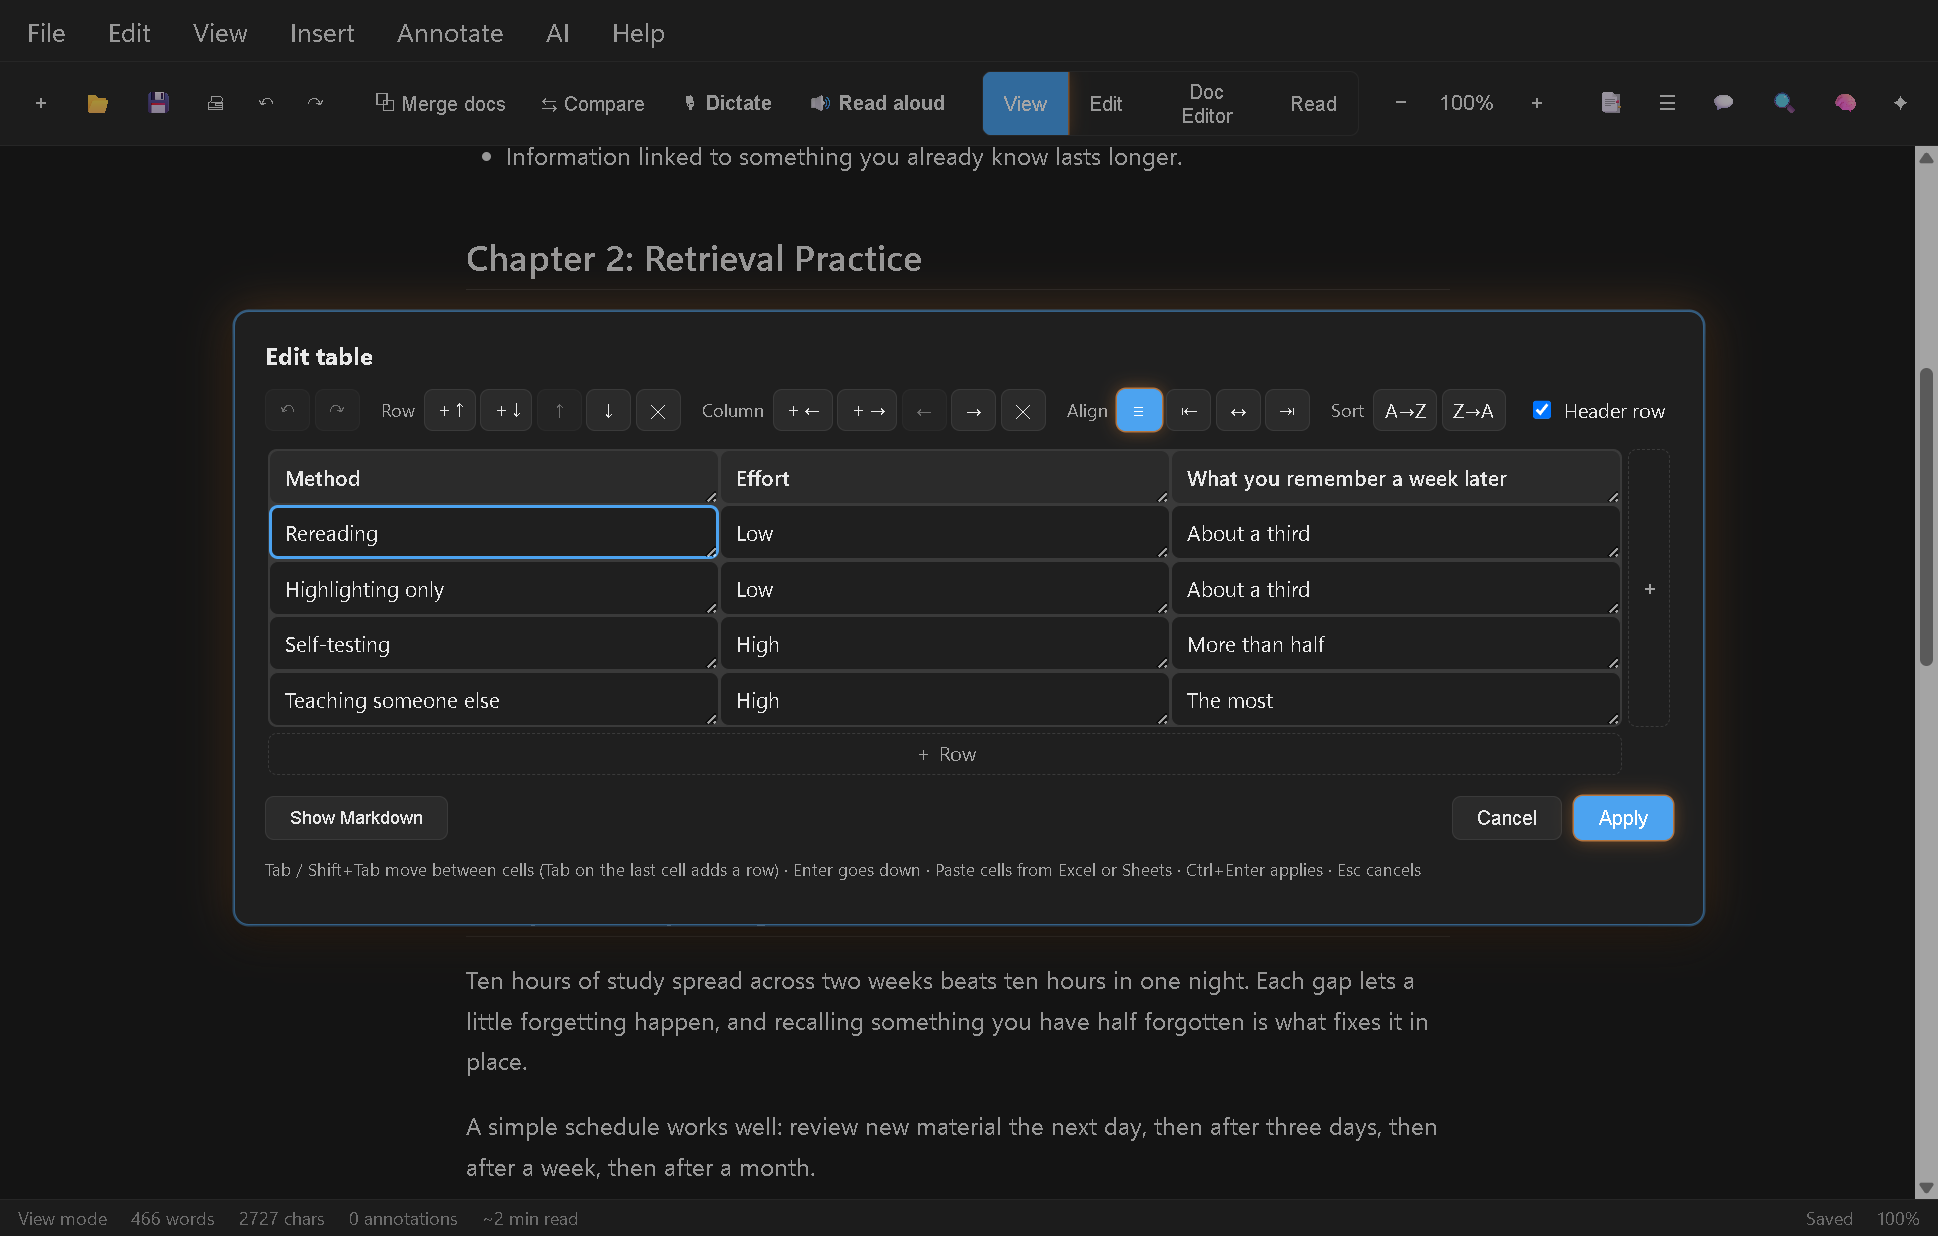 File Edit View Insert Annotate AI Help
+ Merge docs Compare Dictate Read aloud View Edit Doc Editor Read − 100% +
• Information linked to something you already know lasts longer.
Chapter 2: Retrieval Practice
Edit table
Row +↑ +↓ ↑ ↓ × Column +← +→ ← → × Align ≡ ⇤ ↔ ⇥ Sort A→Z Z→A Header row
Method Effort What you remember a week later
Rereading Low About a third
Highlighting only Low About a third
+
Self-testing High More than half
Teaching someone else High The most
+ Row
Show Markdown Cancel Apply
Tab / Shift+Tab move between cells (Tab on the last cell adds a row) · Enter goes down · Paste cells from Excel or Sheets · Ctrl+Enter applies · Esc cancels
Ten hours of study spread across two weeks beats ten hours in one night. Each gap lets a
little forgetting happen, and recalling something you have half forgotten is what fixes it in
place.
A simple schedule works well: review new material the next day, then after three days, then
after a week, then after a month.
View mode 466 words 2727 chars 0 annotations ~2 min read Saved 100%